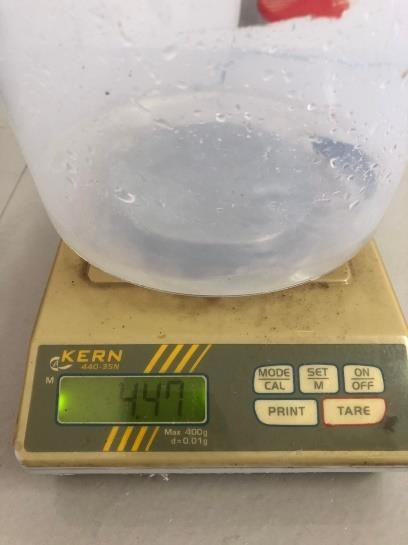 KERN
440-35N
M
4.47
Max 400g
d=0.01g
MODE
CAL
SET
M
ON
OFF
PRINT
TARE